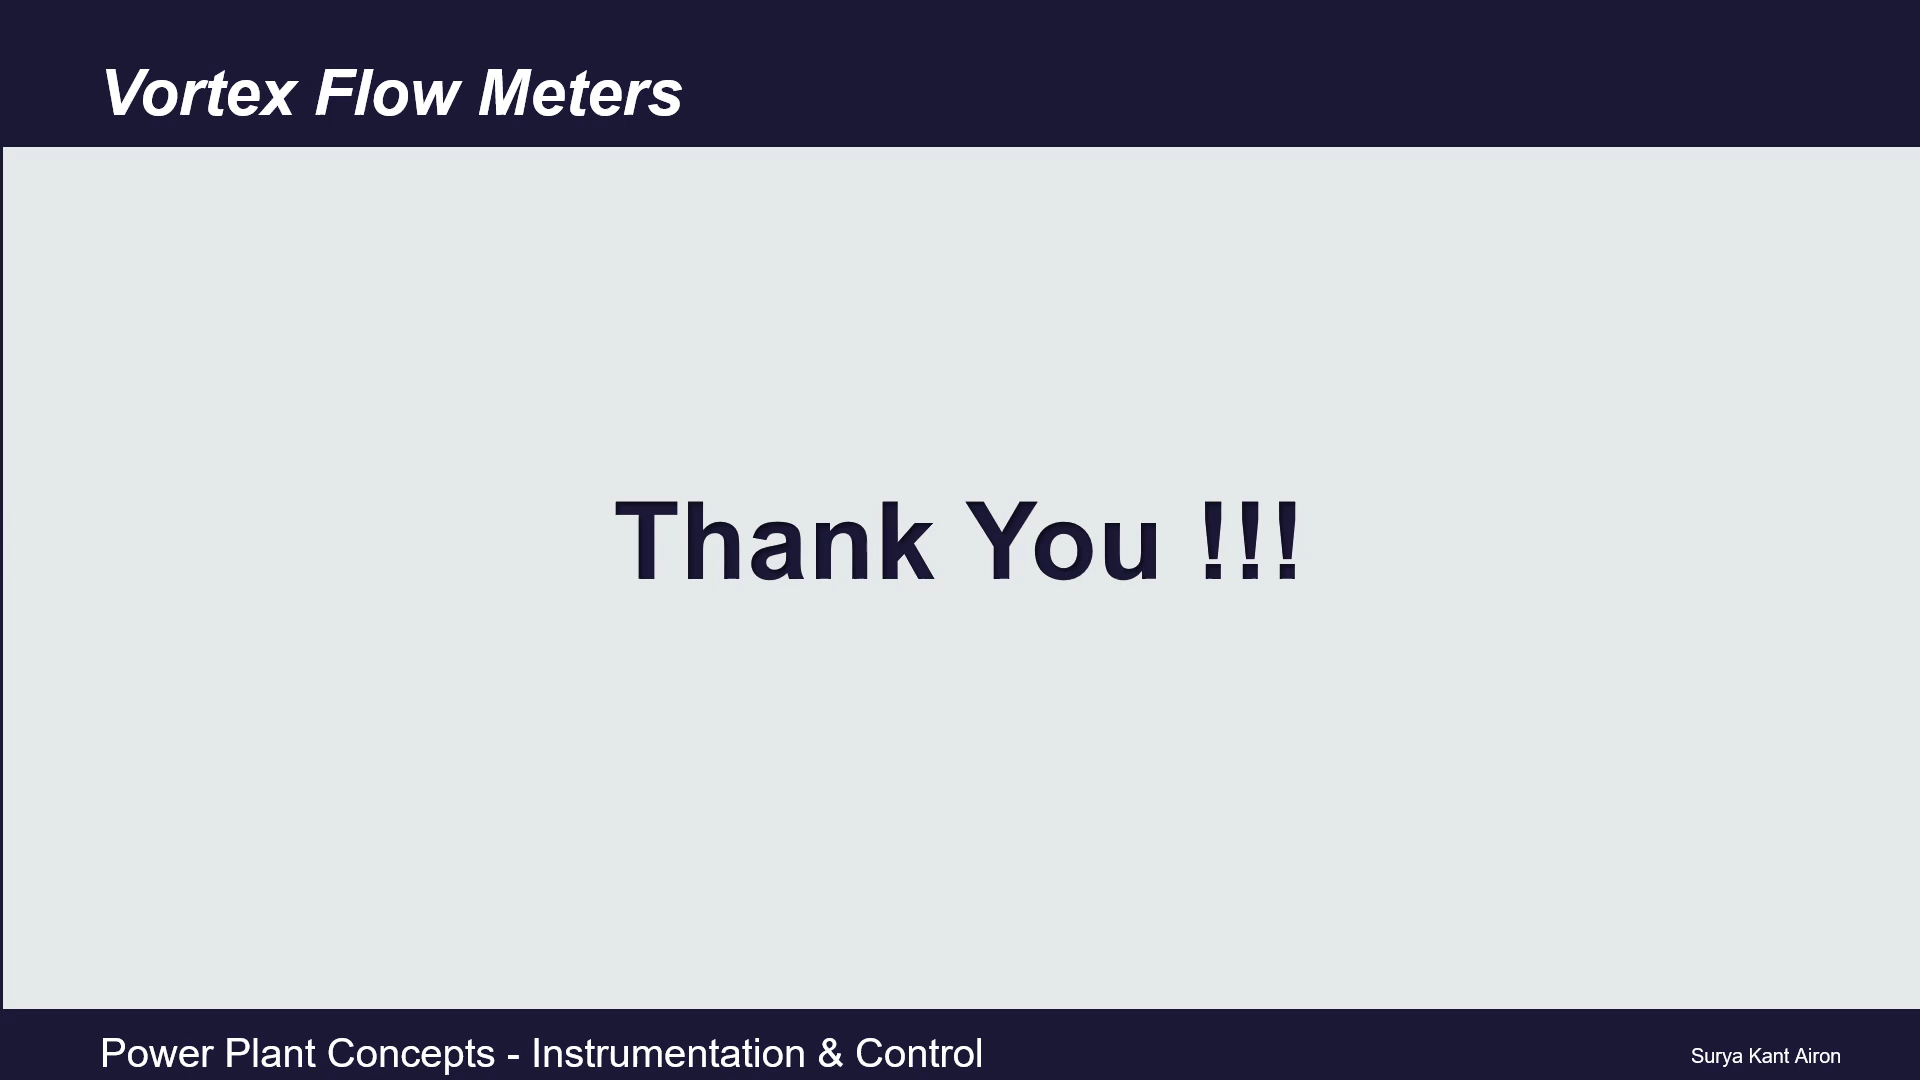 Vortex Flow Meters
Thank You !!!
Power Plant Concepts - Instrumentation & Control
Surya Kant Airon